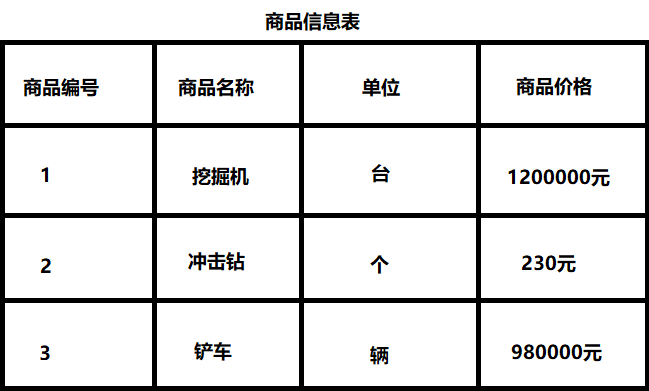 商品信息表
商品编号 商品名称 单位 商品价格
1 挖掘机 台 1200000元
2 冲击钻 个 230元
3 铲车 辆 980000元